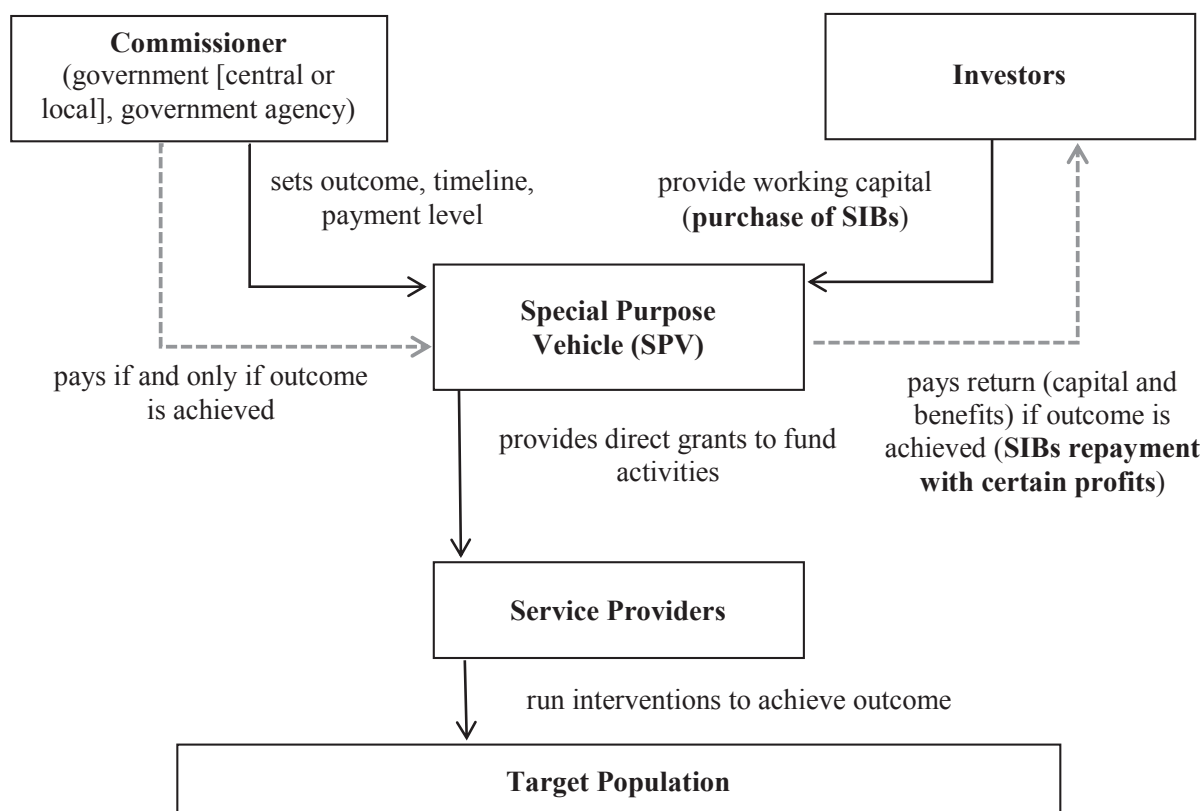 Commissioner
(government [central or
local], government agency)
Investors
sets outcome, timeline,
payment level
provide working capital
(purchase of SIBs)
Special Purpose
Vehicle (SPV)
pays if and only if outcome
is achieved
pays return (capital and
benefits) if outcome is
achieved (SIBs repayment
with certain profits)
provides direct grants to fund
activities
Service Providers
run interventions to achieve outcome
Target Population